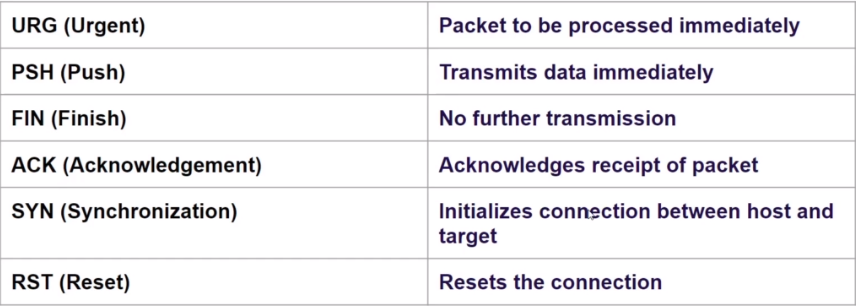 URG (Urgent) Packet to be processed immediately
PSH (Push) Transmits data immediately
FIN (Finish) No further transmission
ACK (Acknowledgement) Acknowledges receipt of packet
SYN (Synchronization) Initializes connection between host and
target
RST (Reset) Resets the connection